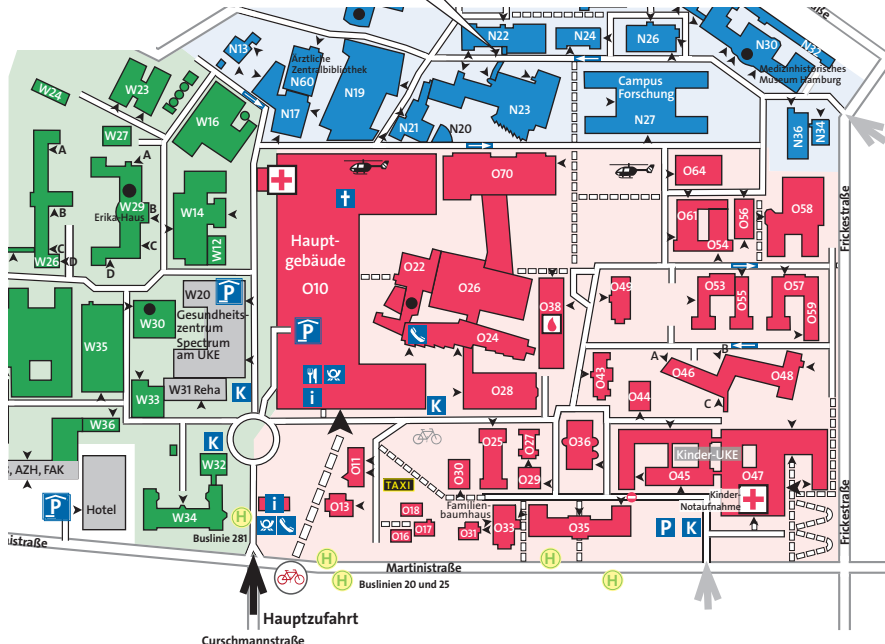 N22
N24
N26
N30
N32
N13
Ärztliche
Zentralbibliothek
N60
N19
N17
N21
N20
N23
Campus
Forschung
N27
Medizinhistorisches
Museum Hamburg
N36
N34
W24
W23
W16
W27
A
A
W29
B
B
Erika-Haus
C
C
D
D
W26
W14
W12
Haupt-
gebäude
O10
O70
O64
O61
O56
O58
O54
Frickestraße
O22
O26
O38
O24
O28
O49
O53
O55
O57
O59
W20
P
Gesundheits-
zentrum
Spectrum
am UKE
W30
W35
W31 Reha
W33
K
P
i
K
O43
O44
A
O46
B
O48
C
W36
K
W32
, AZH, FAK
P
Hotel
W34
H
Buslinie 281
i
O11
O13
TAXI
O30
O25
O27
O29
O36
Kinder-UKE
O45
O47
Kinder-
Notaufnahme
Familien-
baumhaus
O18
O17
O16
O31
O33
O35
P
K
Frickestraße
H
H
H
H
Martinistraße
Buslinien 20 und 25
Hauptzufahrt
Curschmannstraße